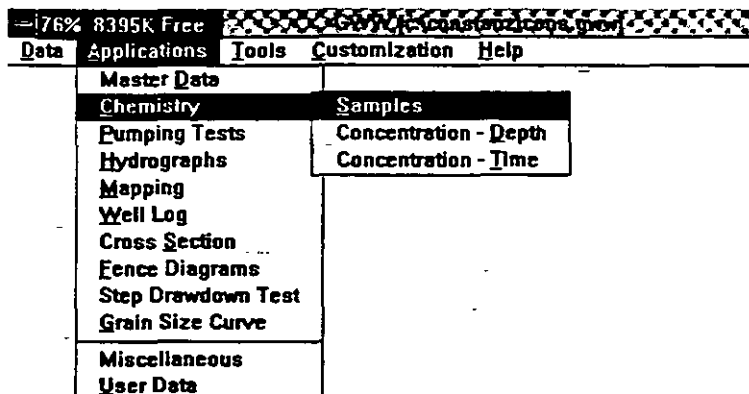 76% 8395K Free
Data Applications Tools Customization Help
Master Data
Chemistry
Samples
Pumping Tests
Concentration - Depth
Hydrographs
Concentration - Time
Mapping
Well Log
Cross Section
Fence Diagrams
Step Drawdown Test
Grain Size Curve
Miscellaneous
User Data